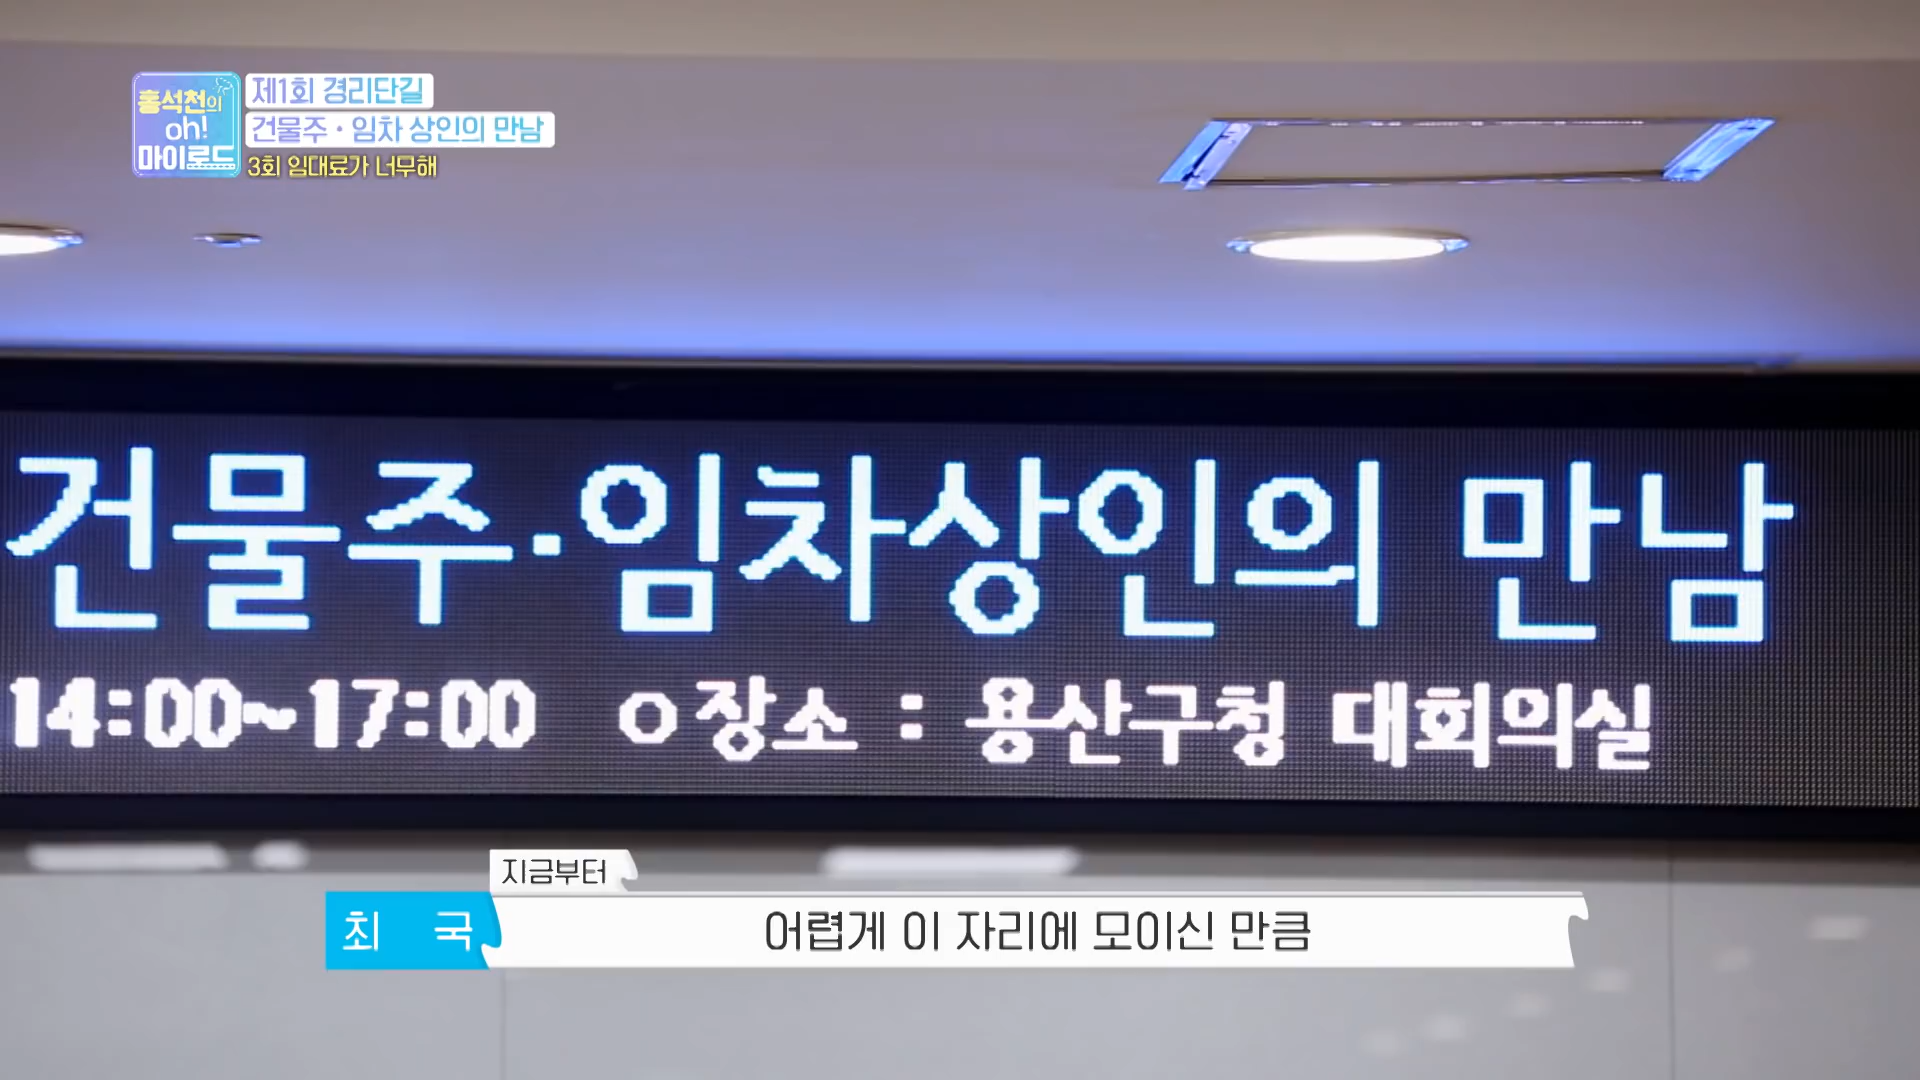 홍석천의
oh!
마이로드
제1회 경리단길
건물주·임차 상인의 만남
3회 임대료가 너무해
건물주·임차상인의 만남
14:00~17:00 ㅇ장소 : 용산구청 대회의실
지금부터
최 국 어렵게 이 자리에 모이신 만큼